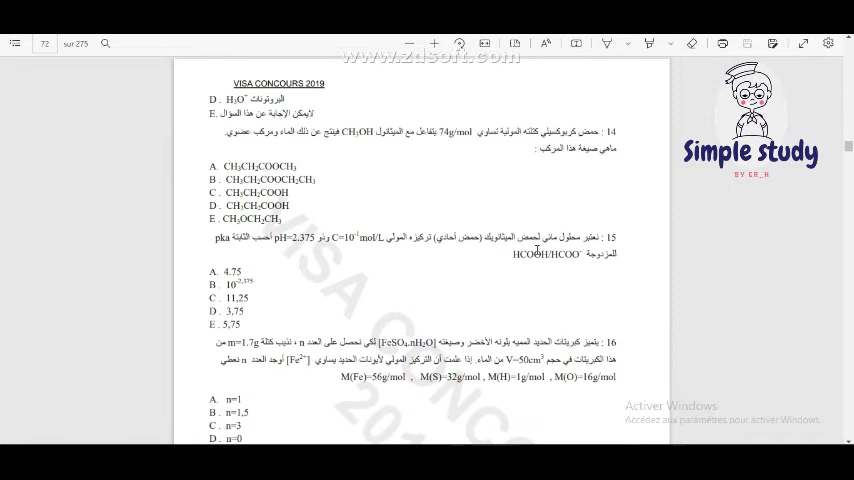 72 sur 275
www.zdsoft.com
VISA CONCOURS 2019
D . H₃O⁺ البروتونات
E. لايمكن الإجابة عن هذا السؤال
14 : حمض كربوكسيلي كتلته المولية تساوي 74g/mol يتفاعل مع الميثانول CH₃OH فينتج عن ذلك الماء ومركب عضوي.
ماهي صيغة هذا المركب :
A. CH₃CH₂COOCH₃
B . CH₃CH₂COOCH₂CH₃
C . CH₃CH₂COOH
D . CH₃CH₂COOH
E . CH₃OCH₂CH₃
15 : نعتبر محلول مائي لحمض الميثانويك (حمض أحادي) تركيزه المولي C=10⁻¹mol/L وذو pH=2.375 أحسب الثابتة pka
للمزدوجة HCOOH/HCOO⁻
A. 4.75
B . 10⁻²,³⁷⁵
C . 11,25
D . 3,75
E . 5,75
16 : يتميز كبريتات الحديد المميه بلونه الأخضر وصيغته [FeSO₄.nH₂O] لكي نحصل على العدد n ، نذيب كتلة m=1.7g من
هذا الكبريتات في حجم V=50cm³ من الماء. إذا علمت أن التركيز المولي لأيونات الحديد يساوي [Fe²⁺] أوجد العدد n نعطي
M(Fe)=56g/mol , M(S)=32g/mol , M(H)=1g/mol , M(O)=16g/mol
A. n=1
B . n=1,5
C . n=3
D . n=0
Simple study
BY ER_H
VISA CONCOURS
Activer Windows
Accédez aux paramètres pour activer Windows.